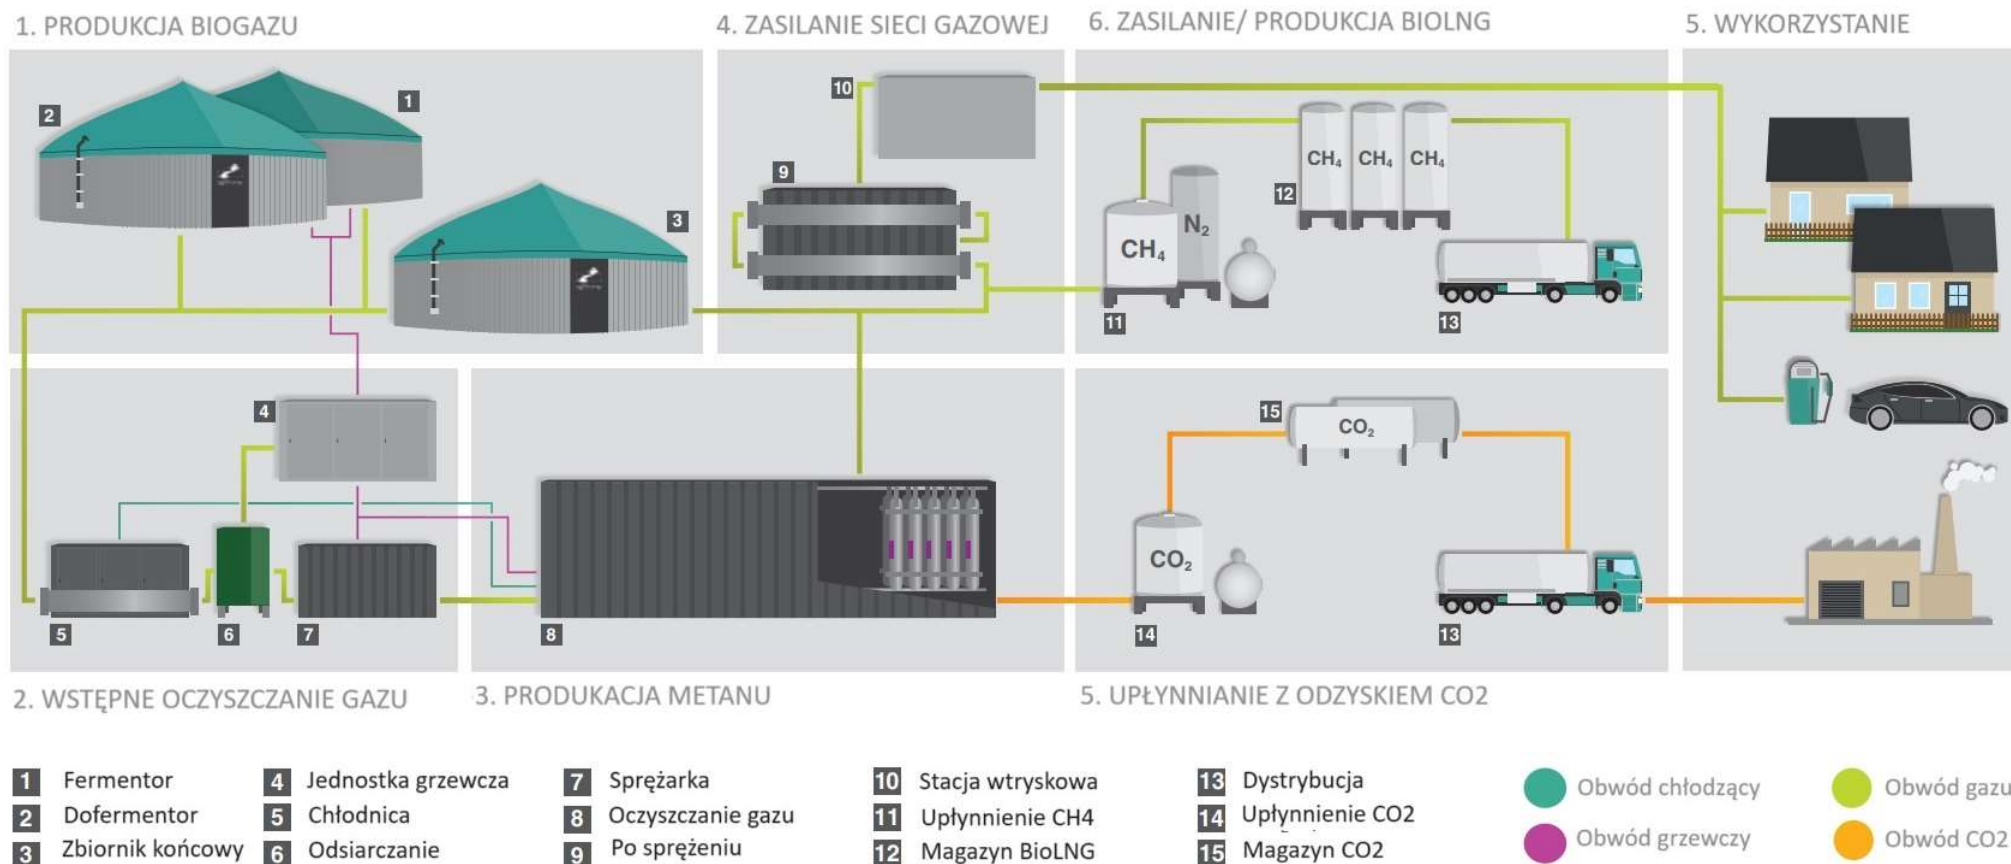 1. PRODUKCJA BIOGAZU
4. ZASILANIE SIECI GAZOWEJ
6. ZASILANIE/ PRODUKCJA BIOLNG
5. WYKORZYSTANIE
2
1
3
10
9
CH4
N2
11
12
CH4
CH4
CH4
13
4
5
6
7
8
15
CO2
CO2
14
13
2. WSTĘPNE OCZYSZCZANIE GAZU
3. PRODUKACJA METANU
5. UPŁYNNIANIE Z ODZYSKIEM CO2
1 Fermentor
2 Dofermentor
3 Zbiornik końcowy
4 Jednostka grzewcza
5 Chłodnica
6 Odsiarczanie
7 Sprężarka
8 Oczyszczanie gazu
9 Po sprężeniu
10 Stacja wtryskowa
11 Upłynnienie CH4
12 Magazyn BioLNG
13 Dystrybucja
14 Upłynnienie CO2
15 Magazyn CO2
Obwód chłodzący
Obwód grzewczy
Obwód gazu
Obwód CO2